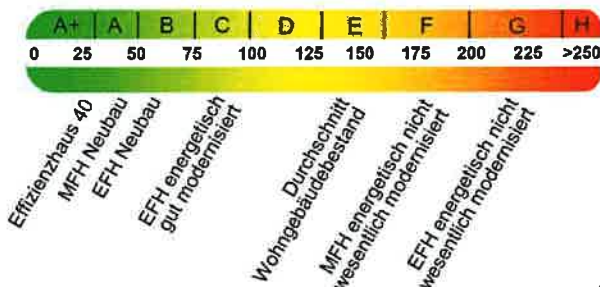 A+ A B C D E F G H
0 25 50 75 100 125 150 175 200 225 >250
Effizienzhaus 40
MFH Neubau
EFH Neubau
EFH energetisch
gut modernisiert
Durchschnitt
Wohngebäudebestand
MFH energetisch nicht
wesentlich modernisiert
EFH energetisch nicht
wesentlich modernisiert